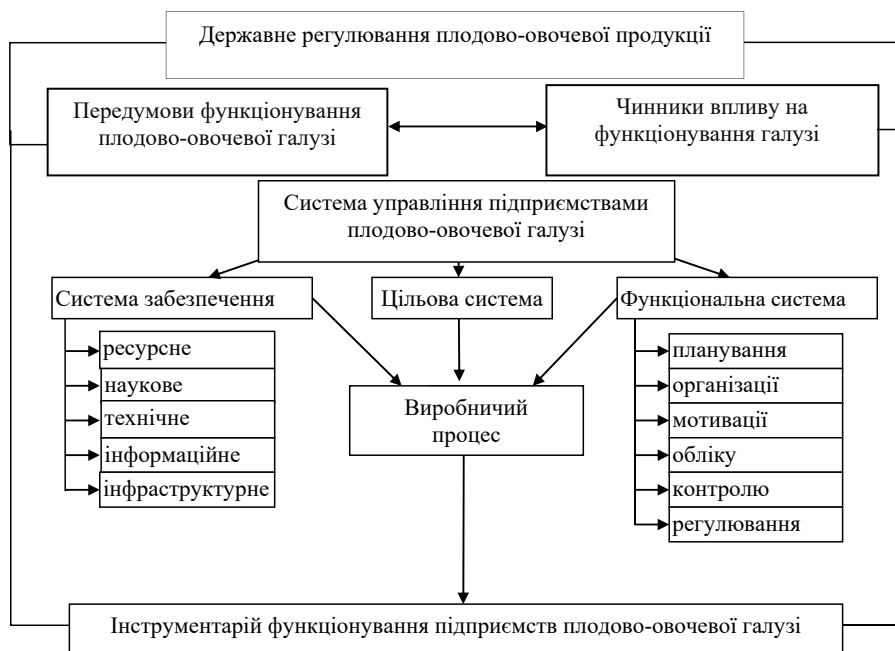 Державне регулювання плодово-овочевої продукції
Передумови функціонування
плодово-овочевої галузі
Чинники впливу на
функціонування галузі
Система управління підприємствами
плодово-овочевої галузі
Система забезпечення
Цільова система
Функціональна система
ресурсне
наукове
технічне
інформаційне
інфраструктурне
Виробничий
процес
планування
організації
мотивації
обліку
контролю
регулювання
Інструментарій функціонування підприємств плодово-овочевої галузі